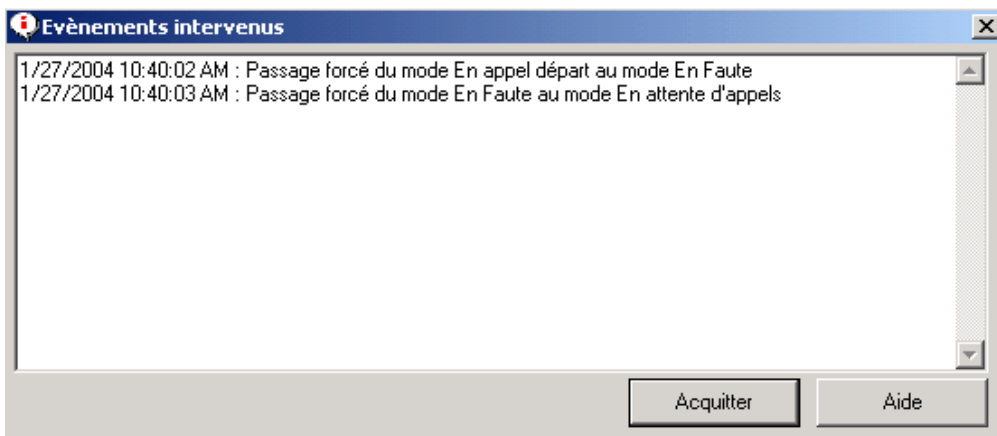 Evènements intervenus
1/27/2004 10:40:02 AM : Passage forcé du mode En appel départ au mode En Faute
1/27/2004 10:40:03 AM : Passage forcé du mode En Faute au mode En attente d'appels
Acquitter
Aide